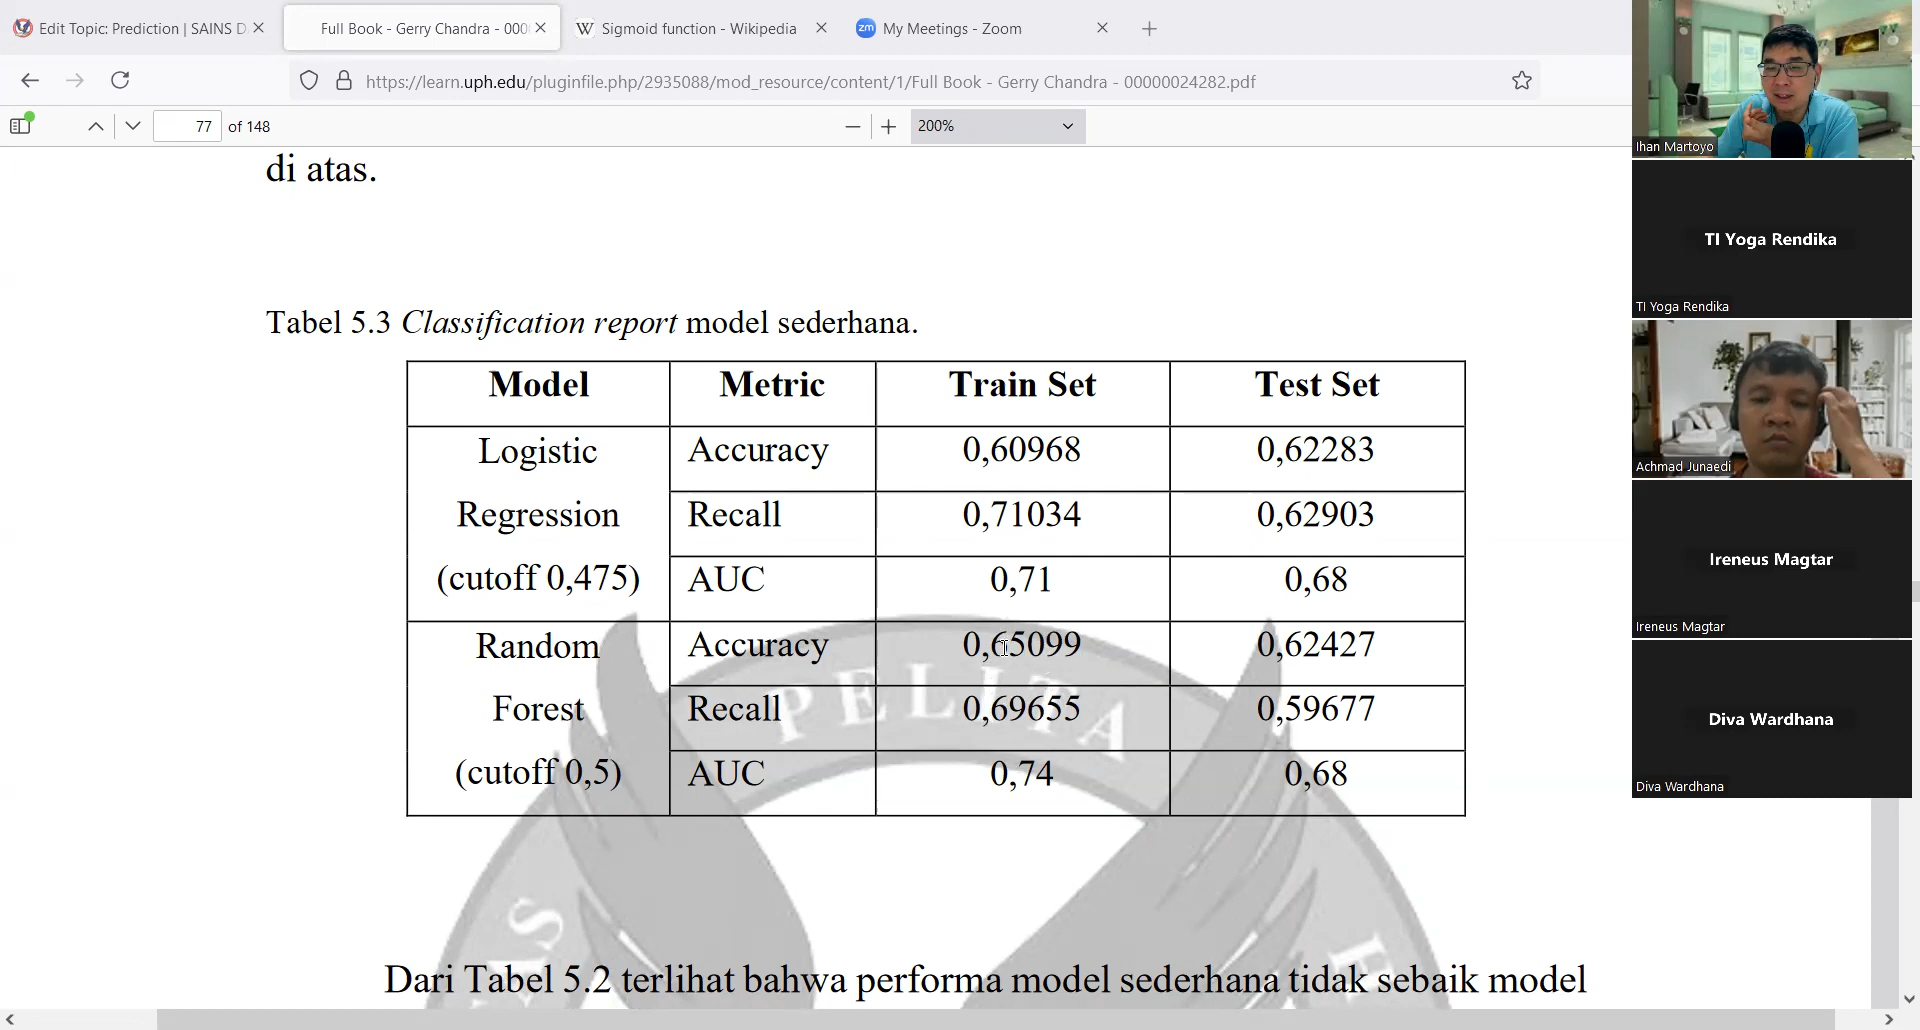 Edit Topic: Prediction | SAINS D
Full Book - Gerry Chandra - 000
W Sigmoid function - Wikipedia
zm My Meetings - Zoom
https://learn.uph.edu/pluginfile.php/2935088/mod_resource/content/1/Full Book - Gerry Chandra - 00000024282.pdf
77 of 148
200%
di atas.
Tabel 5.3 Classification report model sederhana.
Model Metric Train Set Test Set
Logistic Regression (cutoff 0,475) Accuracy 0,60968 0,62283
Recall 0,71034 0,62903
AUC 0,71 0,68
Random Forest (cutoff 0,5) Accuracy 0,65099 0,62427
Recall 0,69655 0,59677
AUC 0,74 0,68
PELITA
H
AS
Dari Tabel 5.2 terlihat bahwa performa model sederhana tidak sebaik model
Ihan Martoyo
TI Yoga Rendika
TI Yoga Rendika
Achmad Junaedi
Ireneus Magtar
Ireneus Magtar
Diva Wardhana
Diva Wardhana